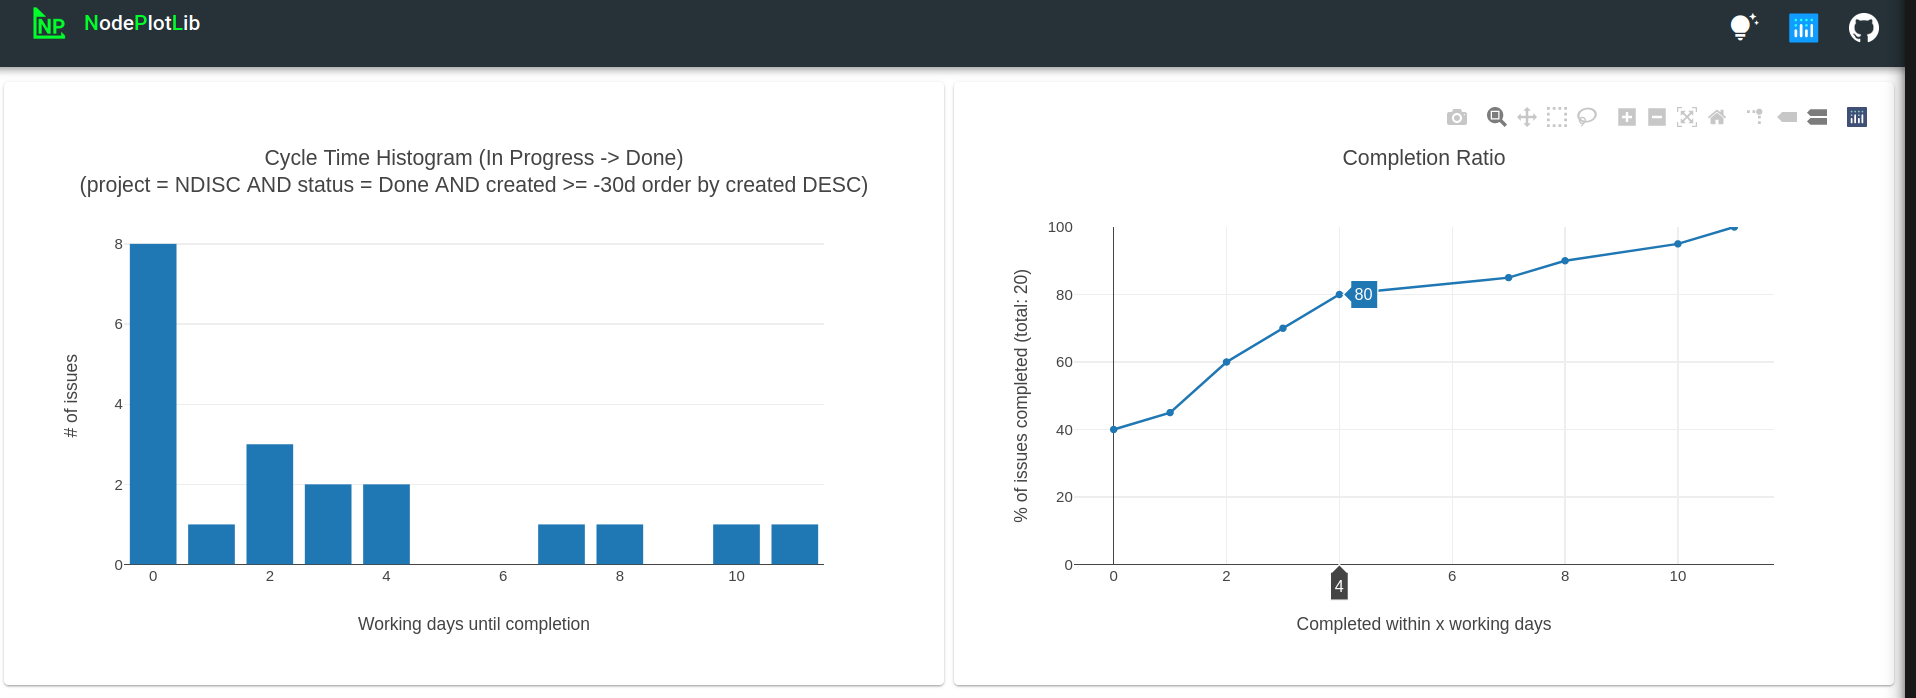 NP
NodePlotLib
Cycle Time Histogram (In Progress -> Done)
(project = NDISC AND status = Done AND created >= -30d order by created DESC)
# of issues
8
6
4
2
0
0 2 4 6 8 10
Working days until completion
Completion Ratio
% of issues completed (total: 20)
100
80
60
40
20
0
80
0 2 4 6 8 10
Completed within x working days